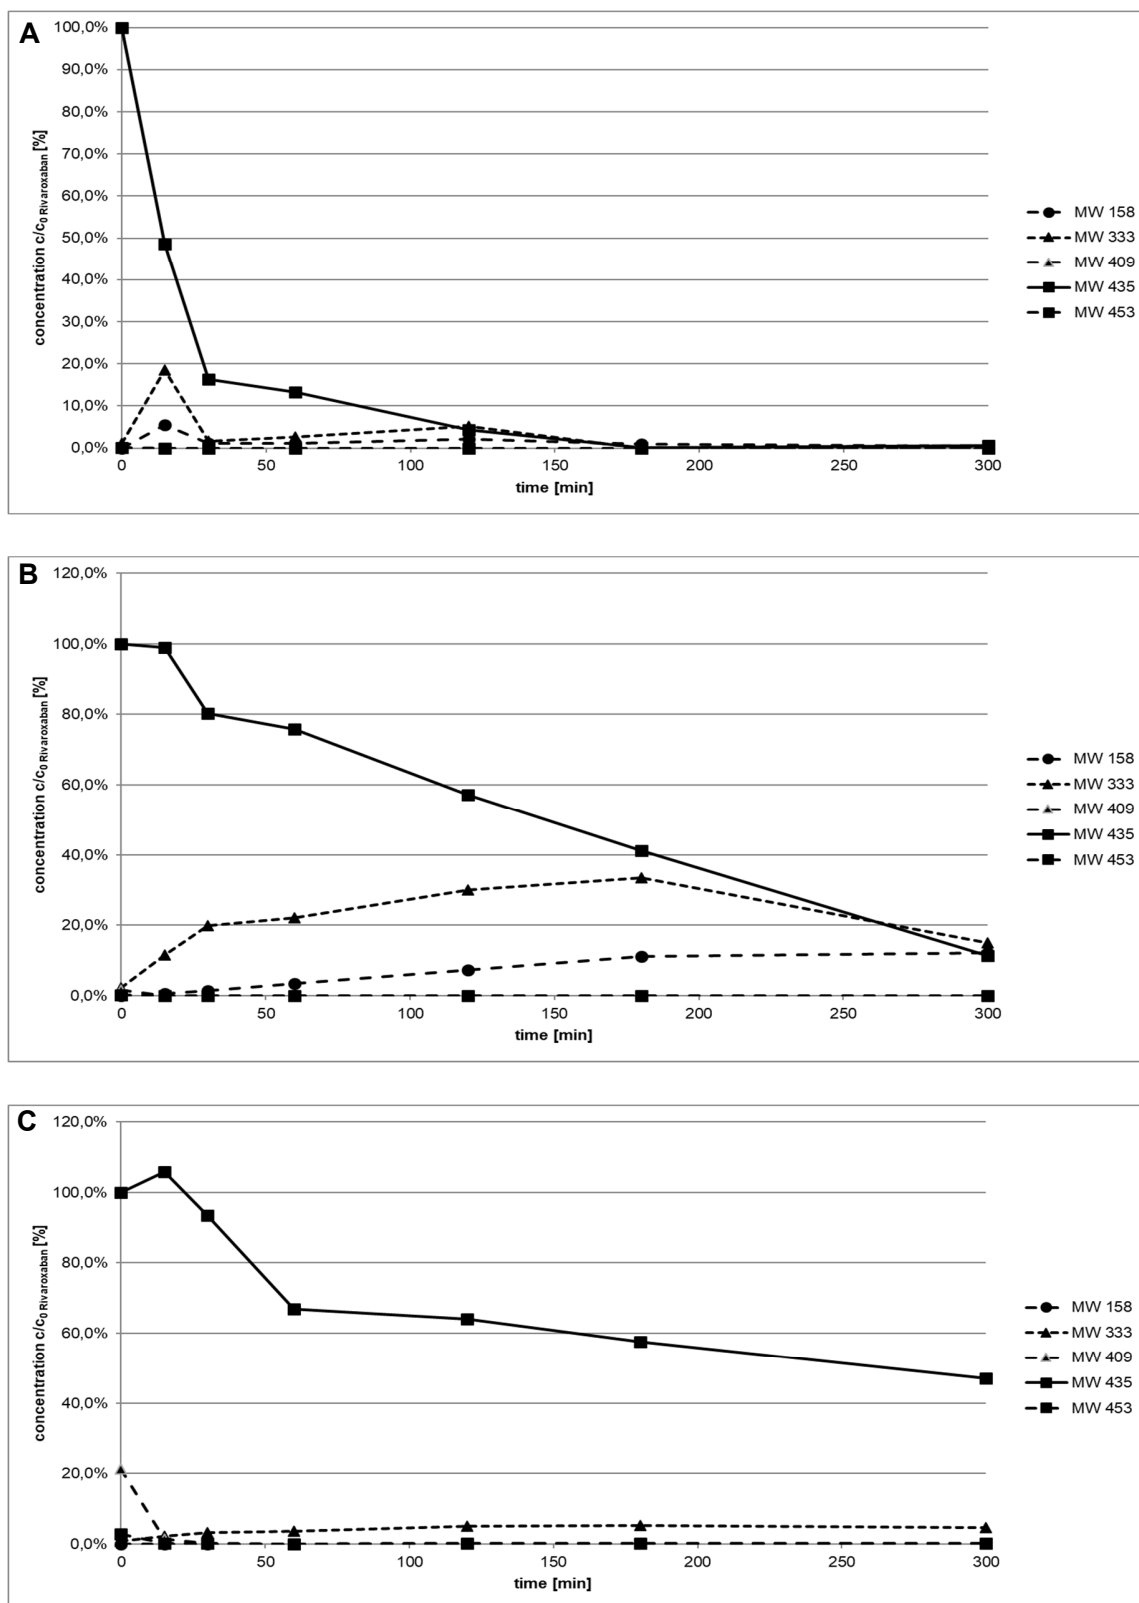 A
concentration c/c0 Rivaroxaban [%]
100,0%
90,0%
80,0%
70,0%
60,0%
50,0%
40,0%
30,0%
20,0%
10,0%
0,0%
0 50 100 150 200 250 300
time [min]
MW 158
MW 333
MW 409
MW 435
MW 453
B
concentration c/c0 Rivaroxaban [%]
120,0%
100,0%
80,0%
60,0%
40,0%
20,0%
0,0%
0 50 100 150 200 250 300
time [min]
MW 158
MW 333
MW 409
MW 435
MW 453
C
concentration c/c0 Rivaroxaban [%]
120,0%
100,0%
80,0%
60,0%
40,0%
20,0%
0,0%
0 50 100 150 200 250 300
time [min]
MW 158
MW 333
MW 409
MW 435
MW 453